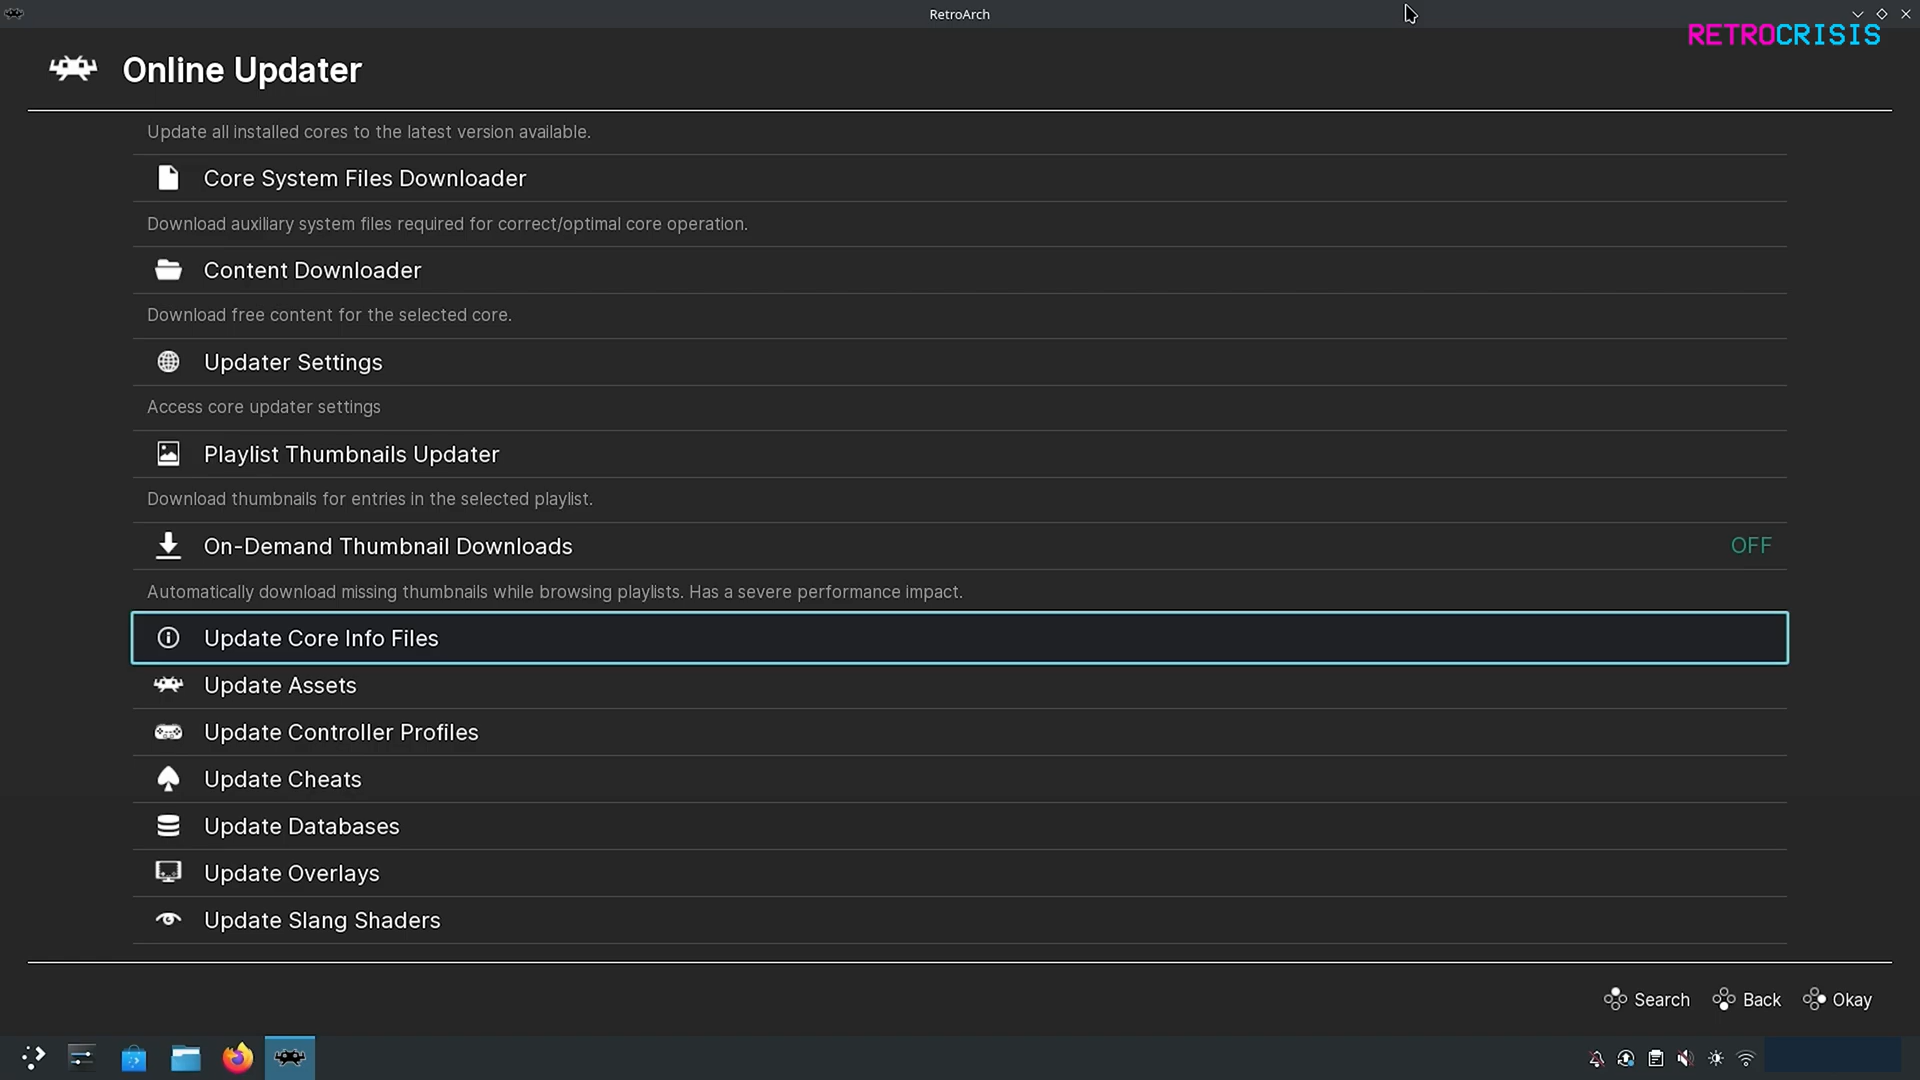 RetroArch
RETROCRISIS
Online Updater
Update all installed cores to the latest version available.
Core System Files Downloader
Download auxiliary system files required for correct/optimal core operation.
Content Downloader
Download free content for the selected core.
Updater Settings
Access core updater settings
Playlist Thumbnails Updater
Download thumbnails for entries in the selected playlist.
On-Demand Thumbnail Downloads OFF
Automatically download missing thumbnails while browsing playlists. Has a severe performance impact.
Update Core Info Files
Update Assets
Update Controller Profiles
Update Cheats
Update Databases
Update Overlays
Update Slang Shaders
Search Back Okay